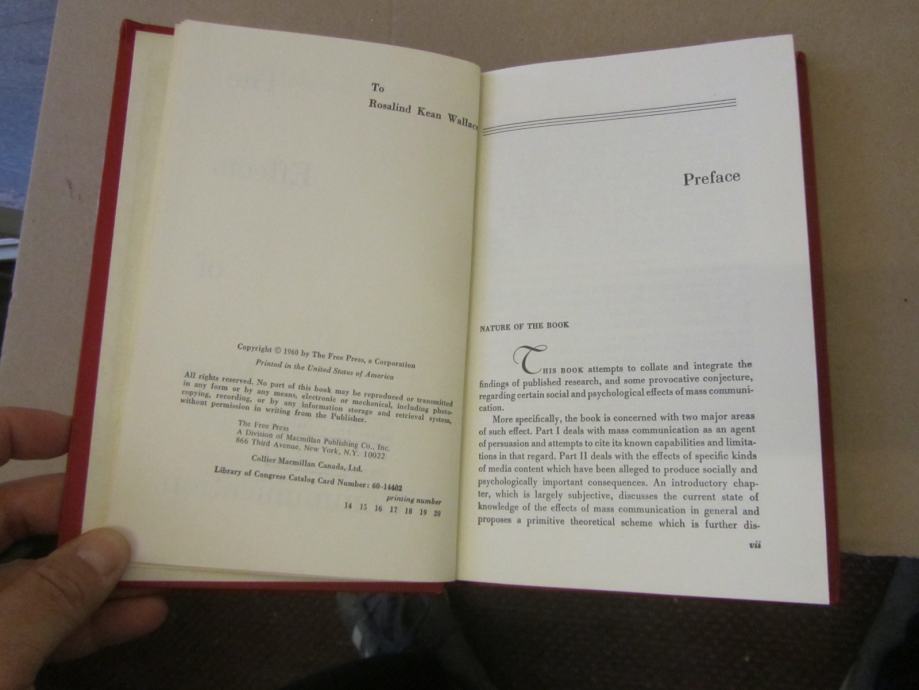 To
Rosalind Kean Wallace
Copyright © 1960 by The Free Press, a Corporation
Printed in the United States of America
All rights reserved. No part of this book may be reproduced or transmitted
in any form or by any means, electronic or mechanical, including photo-
copying, recording, or by any information storage and retrieval system,
without permission in writing from the Publisher.
The Free Press
A Division of Macmillan Publishing Co., Inc.
866 Third Avenue, New York, N.Y. 10022
Collier Macmillan Canada, Ltd.
Library of Congress Catalog Card Number: 60-14402
printing number
14 15 16 17 18 19 20
Preface
NATURE OF THE BOOK
THIS BOOK attempts to collate and integrate the
findings of published research, and some provocative conjecture,
regarding certain social and psychological effects of mass communi-
cation.
More specifically, the book is concerned with two major areas
of such effect. Part I deals with mass communication as an agent
of persuasion and attempts to cite its known capabilities and limita-
tions in that regard. Part II deals with the effects of specific kinds
of media content which have been alleged to produce socially and
psychologically important consequences. An introductory chap-
ter, which is largely subjective, discusses the current state of
knowledge of the effects of mass communication in general and
proposes a primitive theoretical scheme which is further dis-
vii